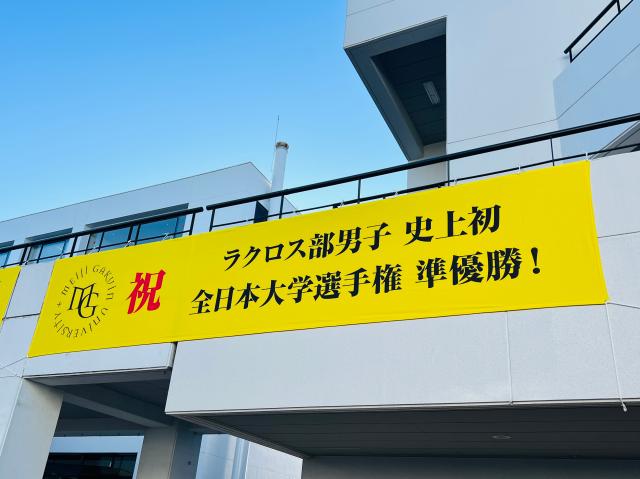 MEIJI GAKUIN UNIVERSITY
MG
祝
ラクロス部男子 史上初
全日本大学選手権 準優勝!